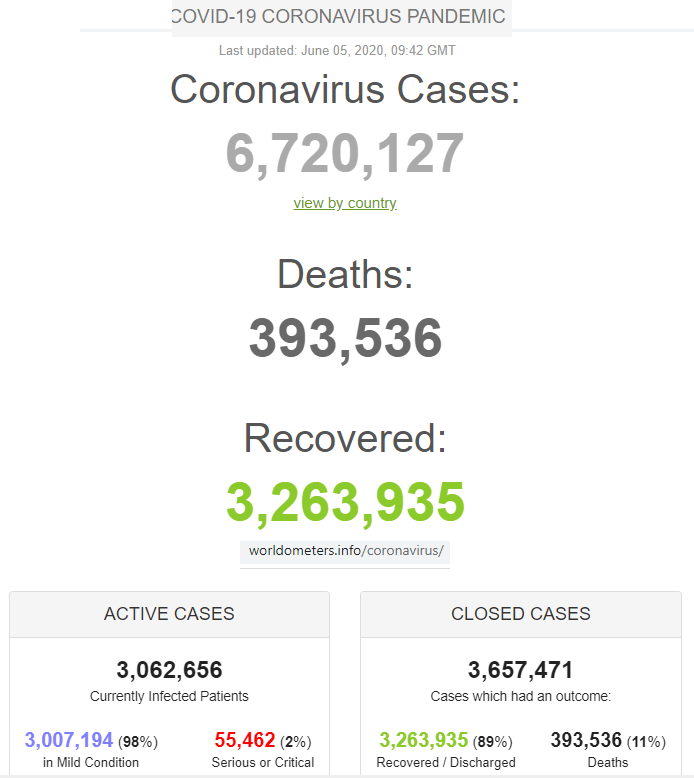 COVID-19 CORONAVIRUS PANDEMIC
Last updated: June 05, 2020, 09:42 GMT
Coronavirus Cases:
6,720,127
view by country
Deaths:
393,536
Recovered:
3,263,935
worldometers.info/coronavirus/
ACTIVE CASES
3,062,656
Currently Infected Patients
3,007,194 (98%)
in Mild Condition
55,462 (2%)
Serious or Critical
CLOSED CASES
3,657,471
Cases which had an outcome:
3,263,935 (89%)
Recovered / Discharged
393,536 (11%)
Deaths